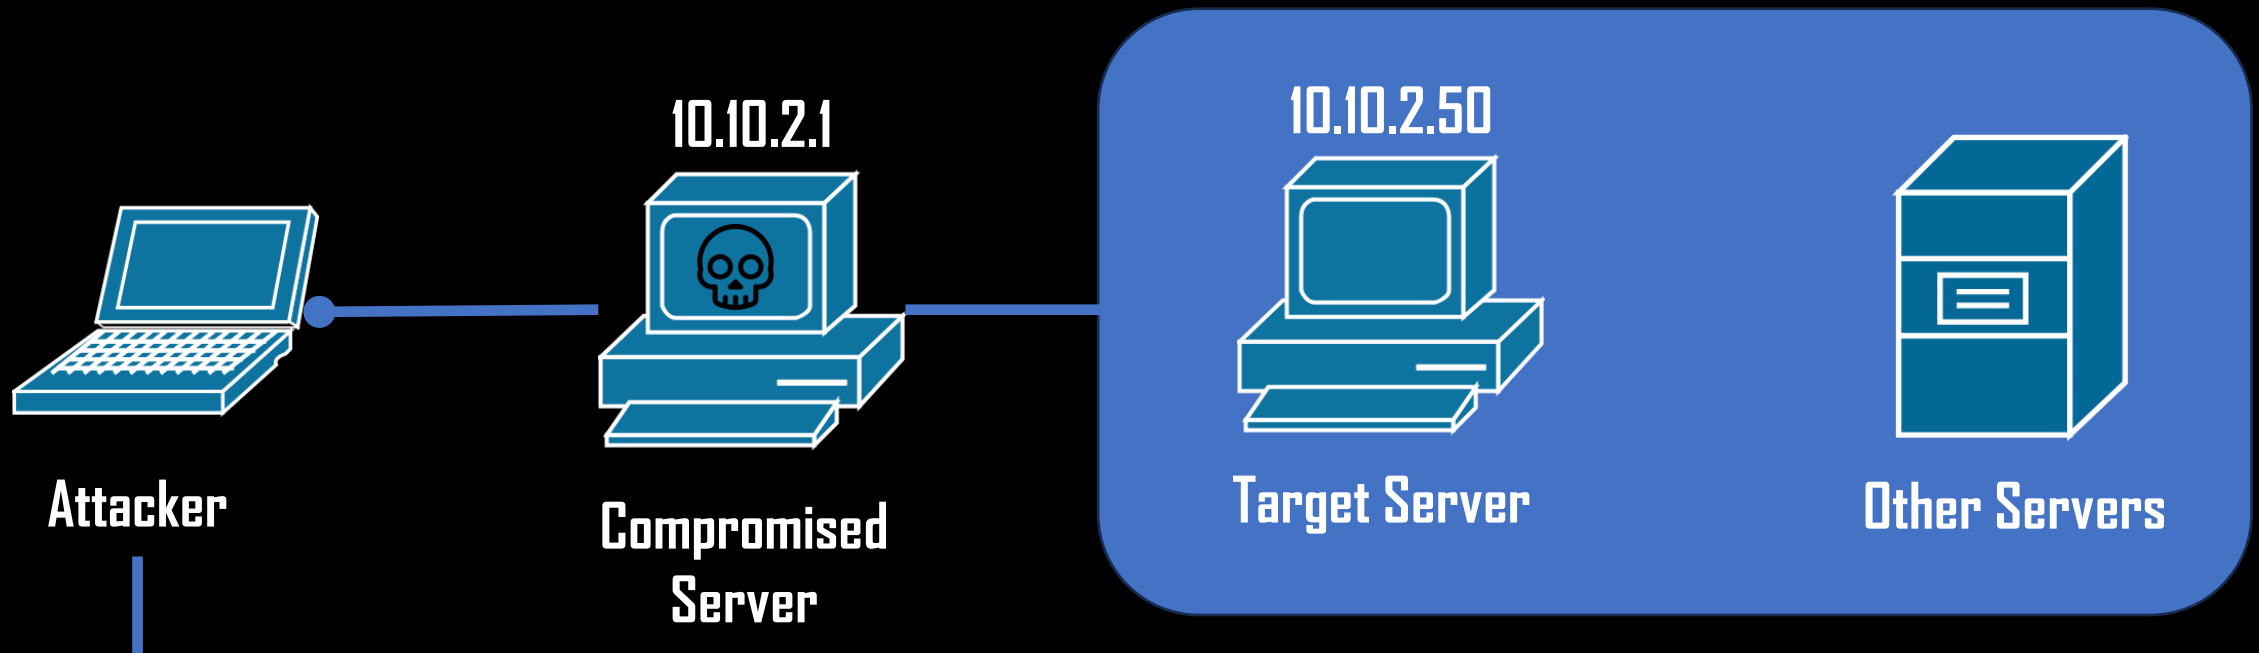 10.10.2.1
10.10.2.50
Attacker
Compromised
Server
Target Server
Other Servers